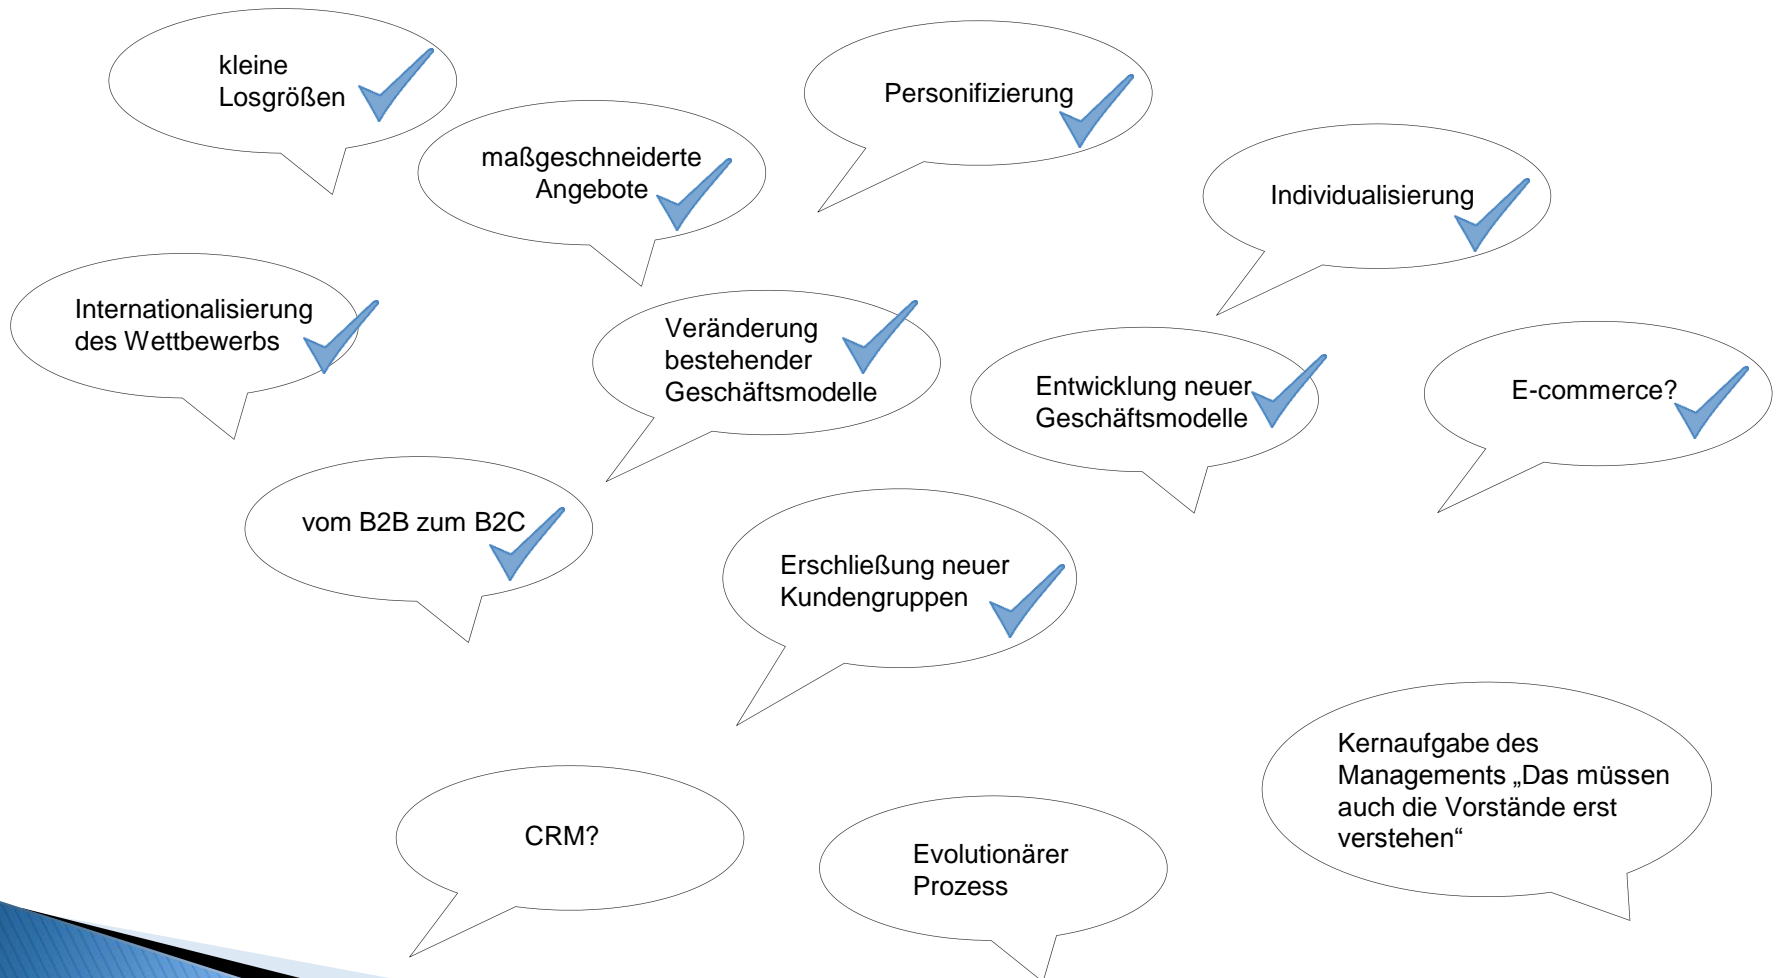 kleine
Losgrößen
Personifizierung
maßgeschneiderte
Angebote
Individualisierung
Internationalisierung
des Wettbewerbs
Veränderung
bestehender
Geschäftsmodelle
Entwicklung neuer
Geschäftsmodelle
E-commerce?
vom B2B zum B2C
Erschließung neuer
Kundengruppen
Kernaufgabe des
Managements „Das müssen
auch die Vorstände erst
verstehen“
CRM?
Evolutionärer
Prozess